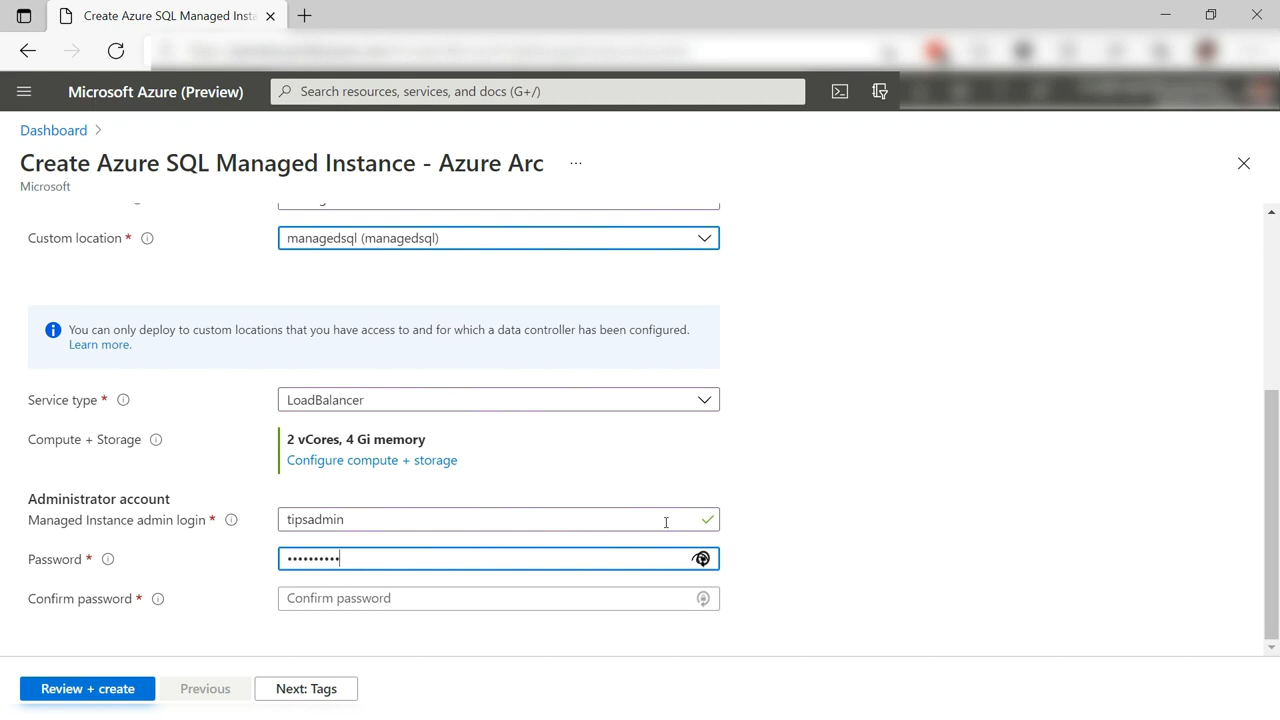 Create Azure SQL Managed Insta
Microsoft Azure (Preview)
Search resources, services, and docs (G+/)
Dashboard
Create Azure SQL Managed Instance - Azure Arc ...
Microsoft
Custom location * managedsql (managedsql)
You can only deploy to custom locations that you have access to and for which a data controller has been configured.
Learn more.
Service type * LoadBalancer
Compute + Storage 2 vCores, 4 Gi memory
Configure compute + storage
Administrator account
Managed Instance admin login * tipsadmin
Password * ••••••••••
Confirm password * Confirm password
Review + create Previous Next: Tags